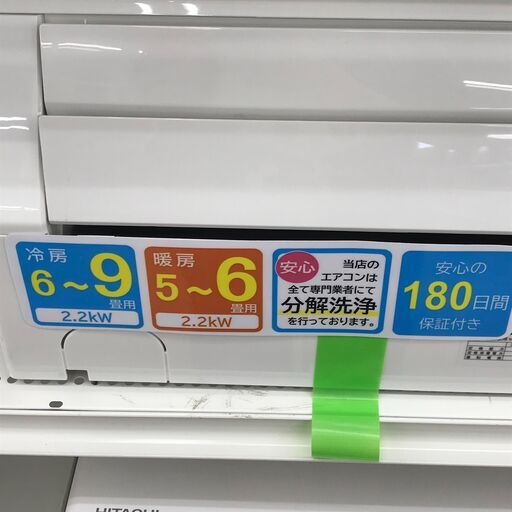 冷房
6～9
畳用
2.2kW
暖房
5～6
畳用
2.2kW
安心
当店の
エアコンは
全て専門業者にて
分解洗浄
を行っております。
安心の
180日間
保証付き
HITACHI